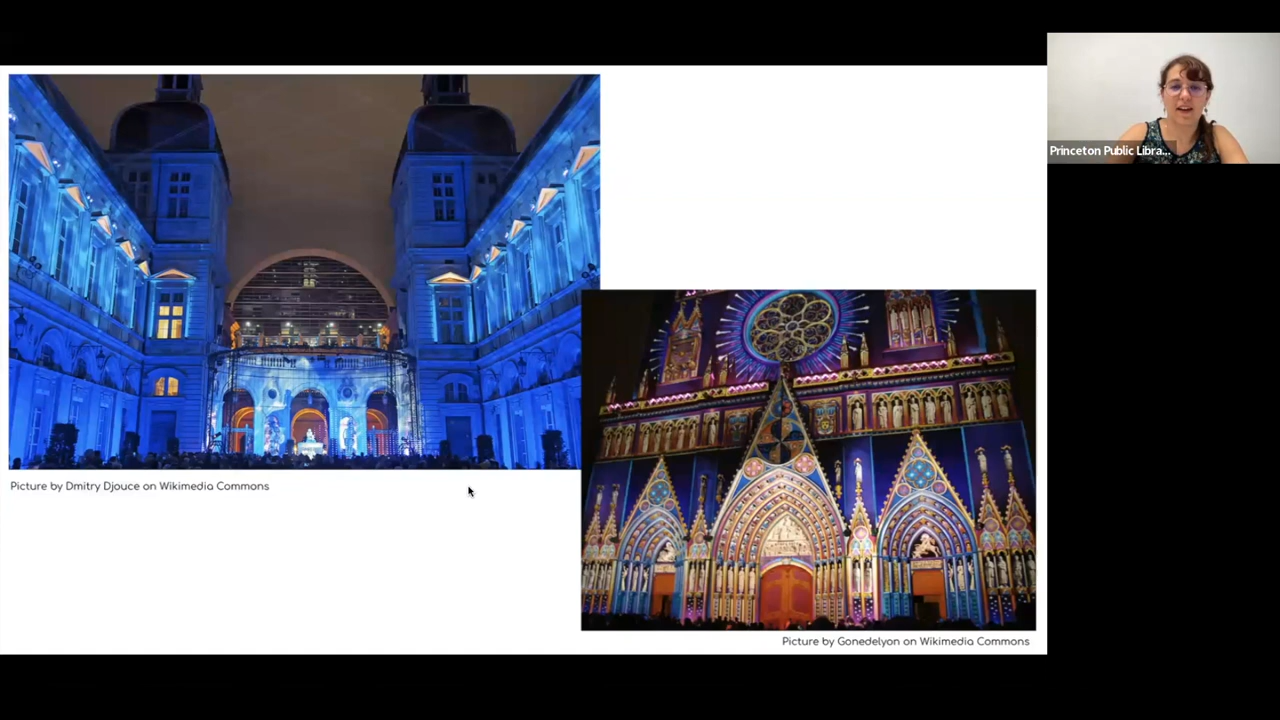 Princeton Public Libra...
Picture by Dmitry Djouce on Wikimedia Commons
Picture by Gonedelyon on Wikimedia Commons